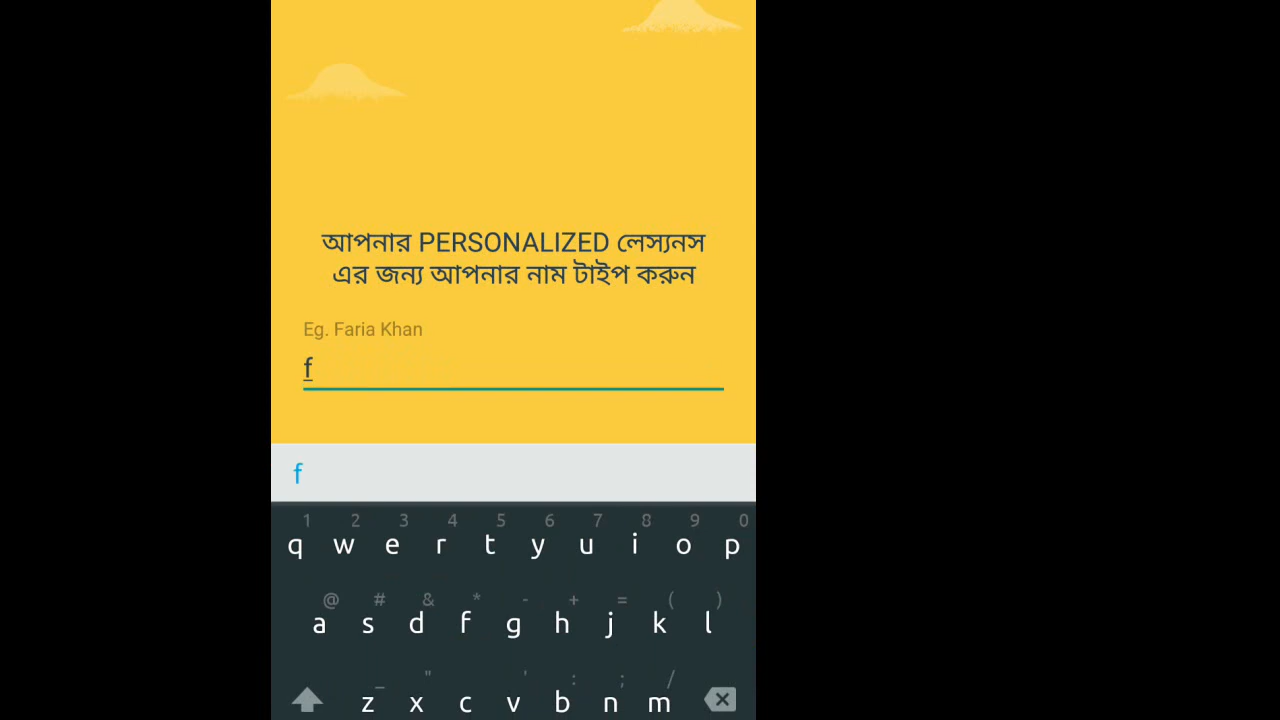 আপনার PERSONALIZED লেস্যনস
এর জন্য আপনার নাম টাইপ করুন
Eg. Faria Khan
f
f
1 2 3 4 5 6 7 8 9 0
q w e r t y u i o p
@ # & * - + = ( )
a s d f g h j k l
_ " ' : ; /
z x c v b n m